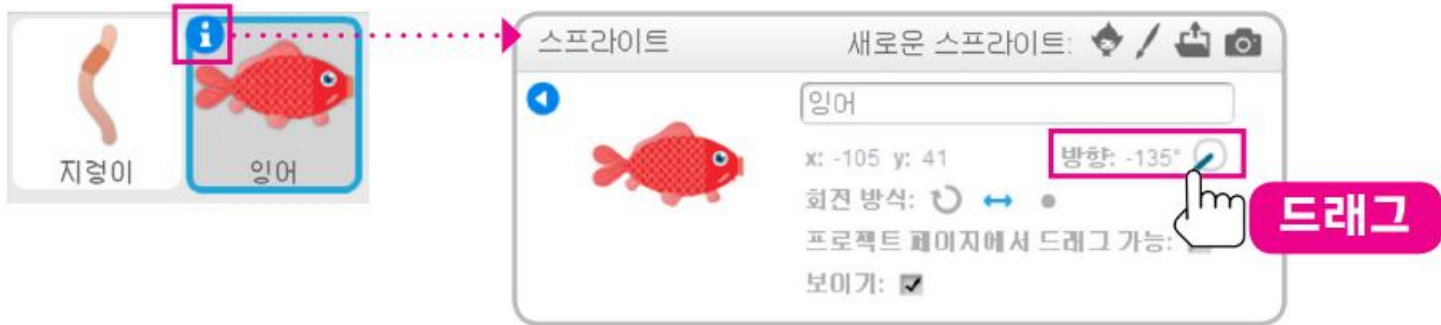 지렁이
잉어
스프라이트
새로운 스프라이트:
잉어
x: -105 y: 41
방향: -135°
회전 방식:
프로젝트 페이지에서 드래그 가능:
보이기:
드래그